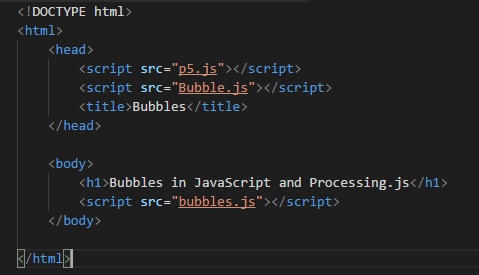 <!DOCTYPE html>
<html>
    <head>
        <script src="p5.js"></script>
        <script src="Bubble.js"></script>
        <title>Bubbles</title>
    </head>

    <body>
        <h1>Bubbles in JavaScript and Processing.js</h1>
        <script src="bubbles.js"></script>
    </body>

</html>